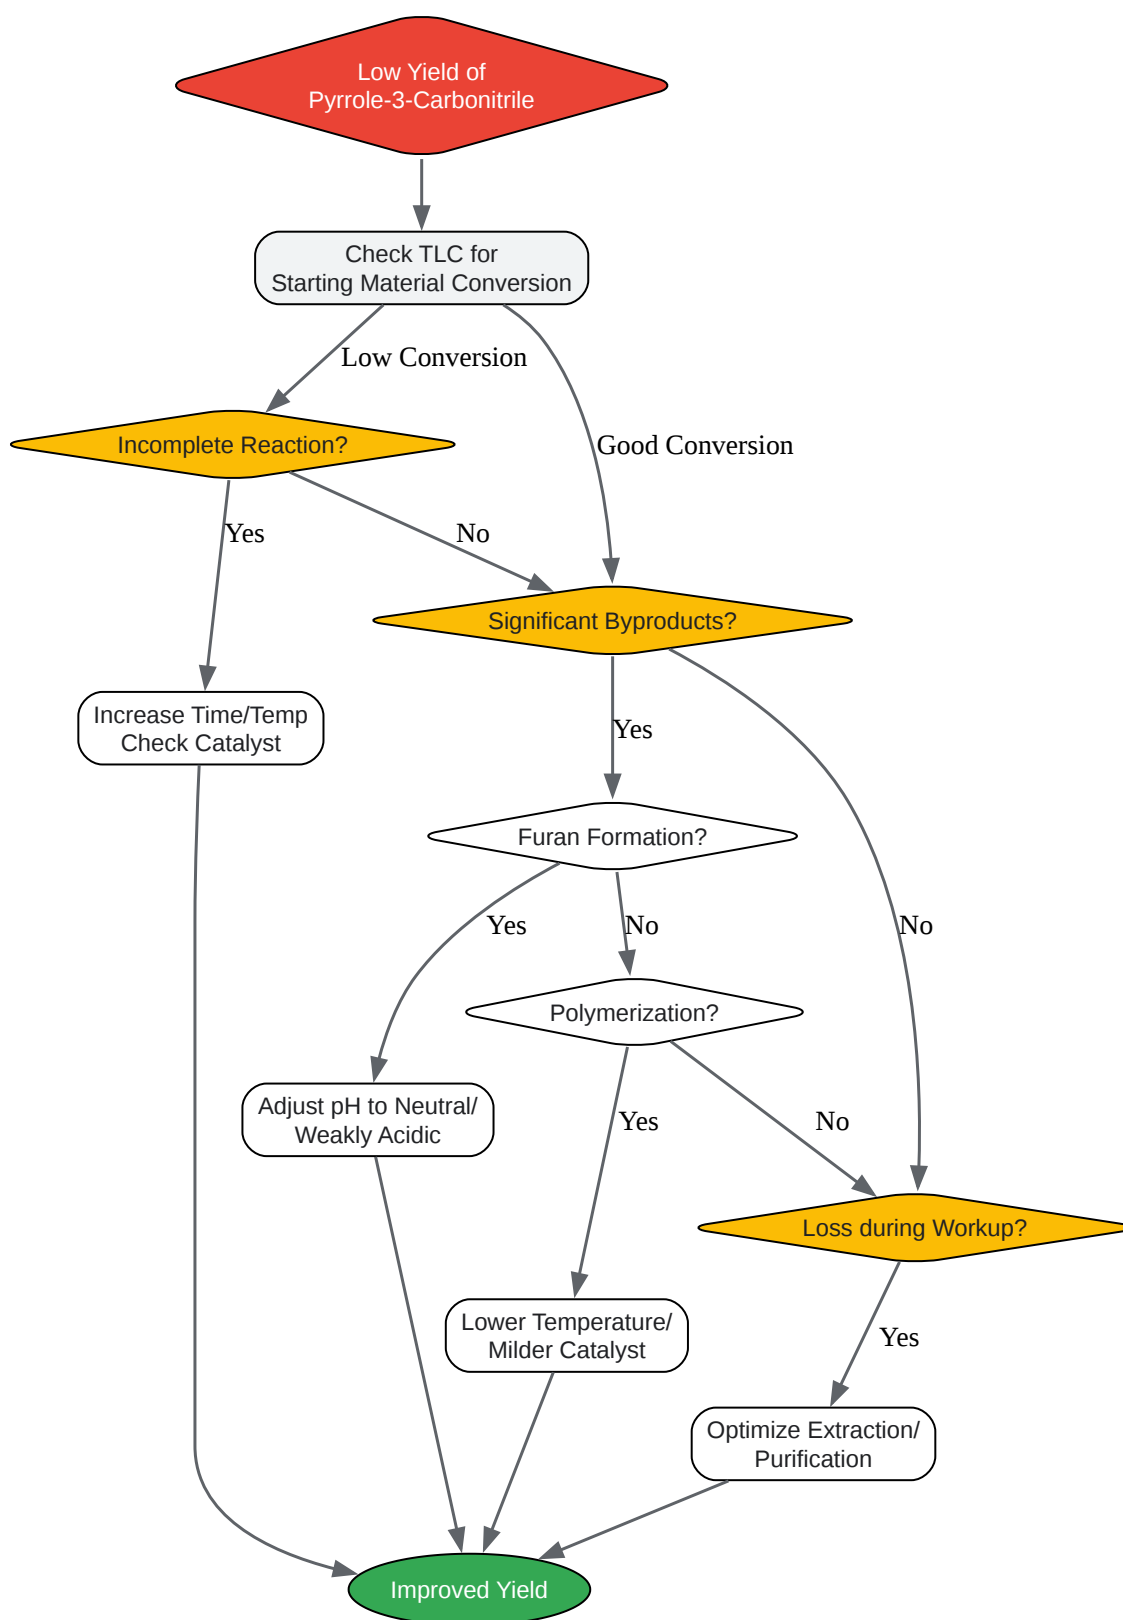 Low Yield of
Pyrrole-3-Carbonitrile
Check TLC for
Starting Material Conversion
Low Conversion
Incomplete Reaction?
Good Conversion
Yes
No
Significant Byproducts?
Increase Time/Temp
Check Catalyst
Yes
Furan Formation?
Yes
No
No
Polymerization?
Adjust pH to Neutral/
Weakly Acidic
Yes
No
Loss during Workup?
Lower Temperature/
Milder Catalyst
Yes
Optimize Extraction/
Purification
Improved Yield